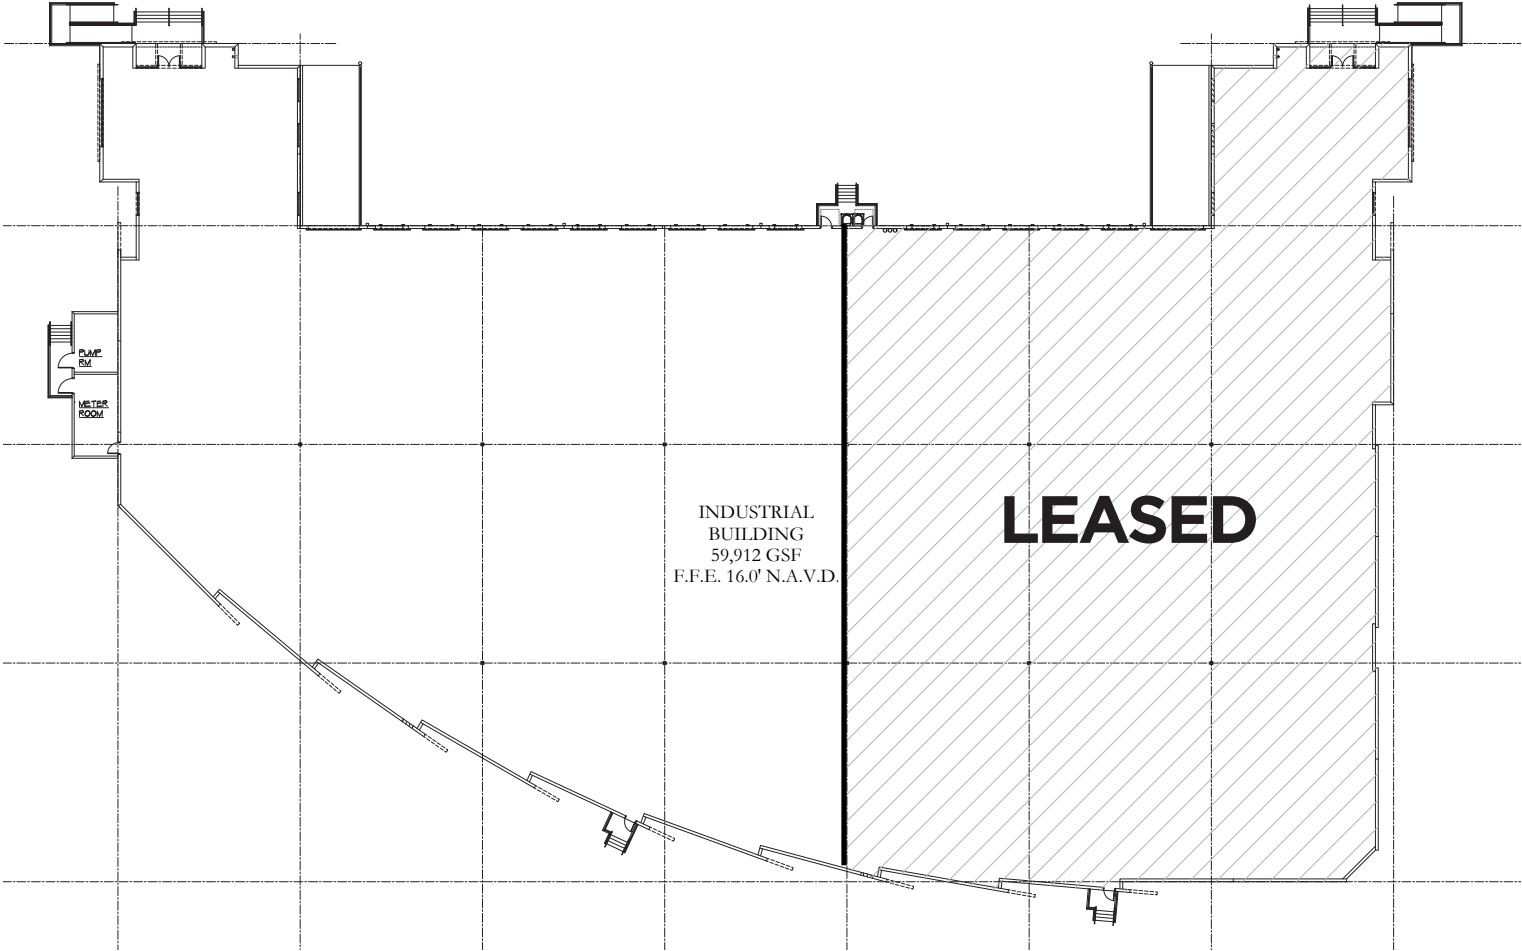 PUMP
RM
METER
ROOM
INDUSTRIAL
BUILDING
59,912 GSF
F.F.E. 16.0' N.A.V.D.
LEASED